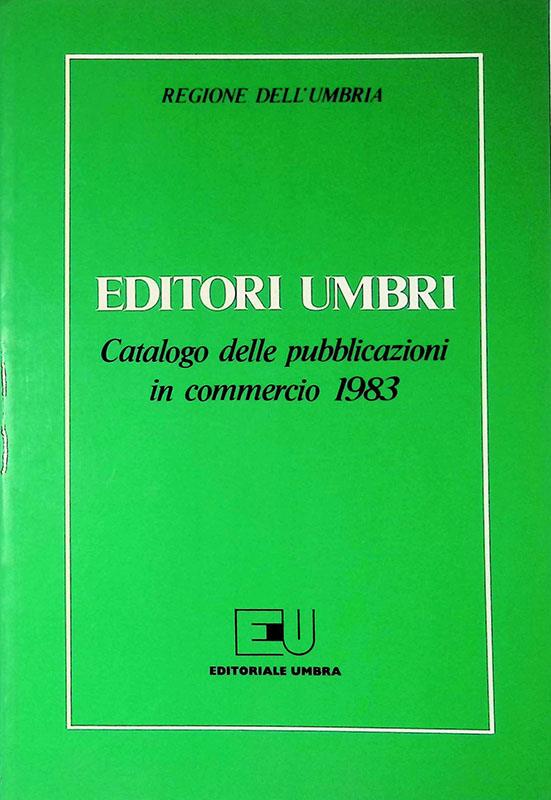 REGIONE DELL'UMBRIA
EDITORI UMBRI
Catalogo delle pubblicazioni
in commercio 1983
EU
EDITORIALE UMBRA